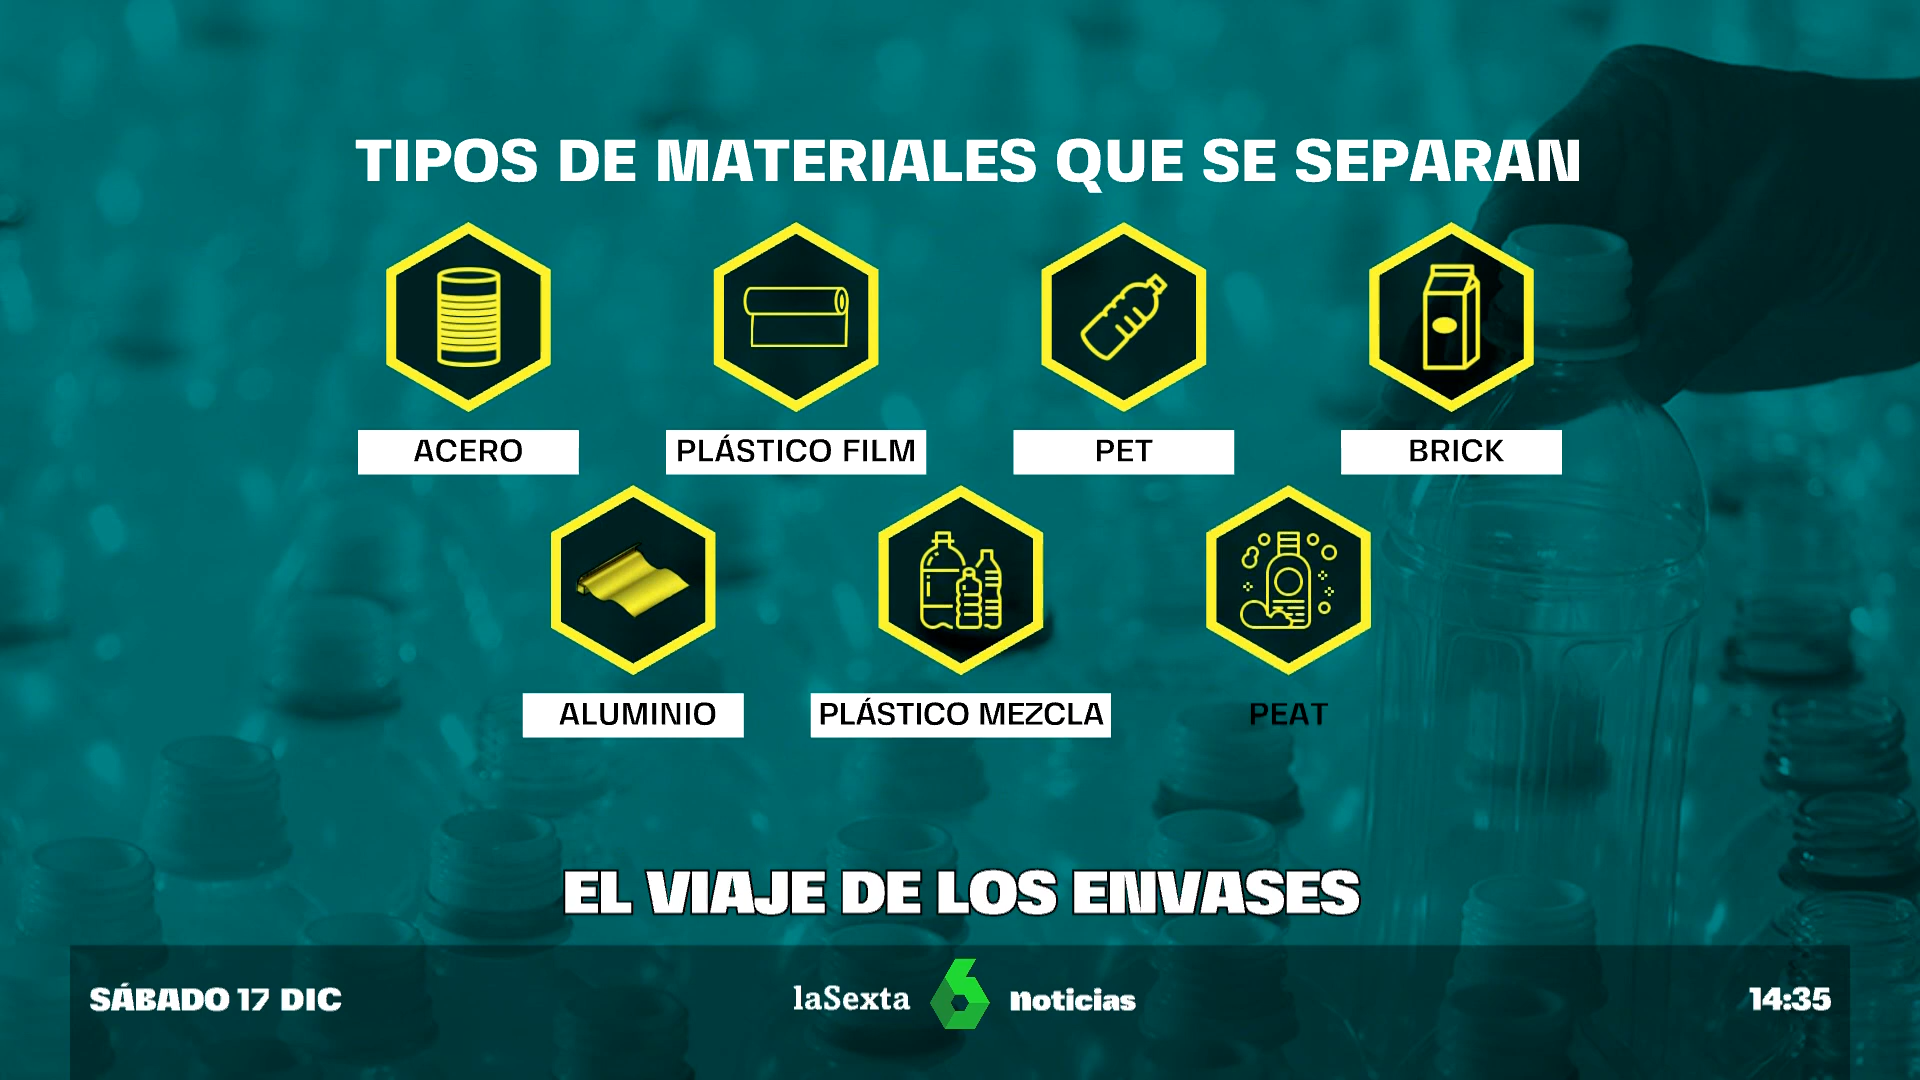 TIPOS DE MATERIALES QUE SE SEPARAN
ACERO
PLÁSTICO FILM
PET
BRICK
ALUMINIO
PLÁSTICO MEZCLA
PEAT
EL VIAJE DE LOS ENVASES
SÁBADO 17 DIC
laSexta 6 noticias
14:35